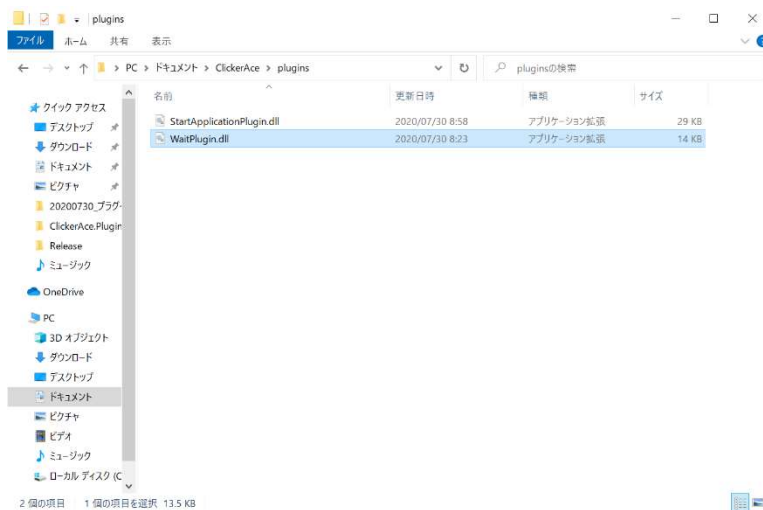 plugins
ファイル ホーム 共有 表示
PC ドキュメント ClickerAce plugins
pluginsの検索
クイック アクセス
デスクトップ
ダウンロード
ドキュメント
ピクチャ
20200730_プラグ-
ClickerAce.Plugin
Release
ミュージック
OneDrive
PC
3D オブジェクト
ダウンロード
デスクトップ
ドキュメント
ピクチャ
ビデオ
ミュージック
ローカル ディスク (C
名前 更新日時 種類 サイズ
StartApplicationPlugin.dll 2020/07/30 8:58 アプリケーション拡張 29 KB
WaitPlugin.dll 2020/07/30 8:23 アプリケーション拡張 14 KB
2 個の項目 1 個の項目を選択 13.5 KB